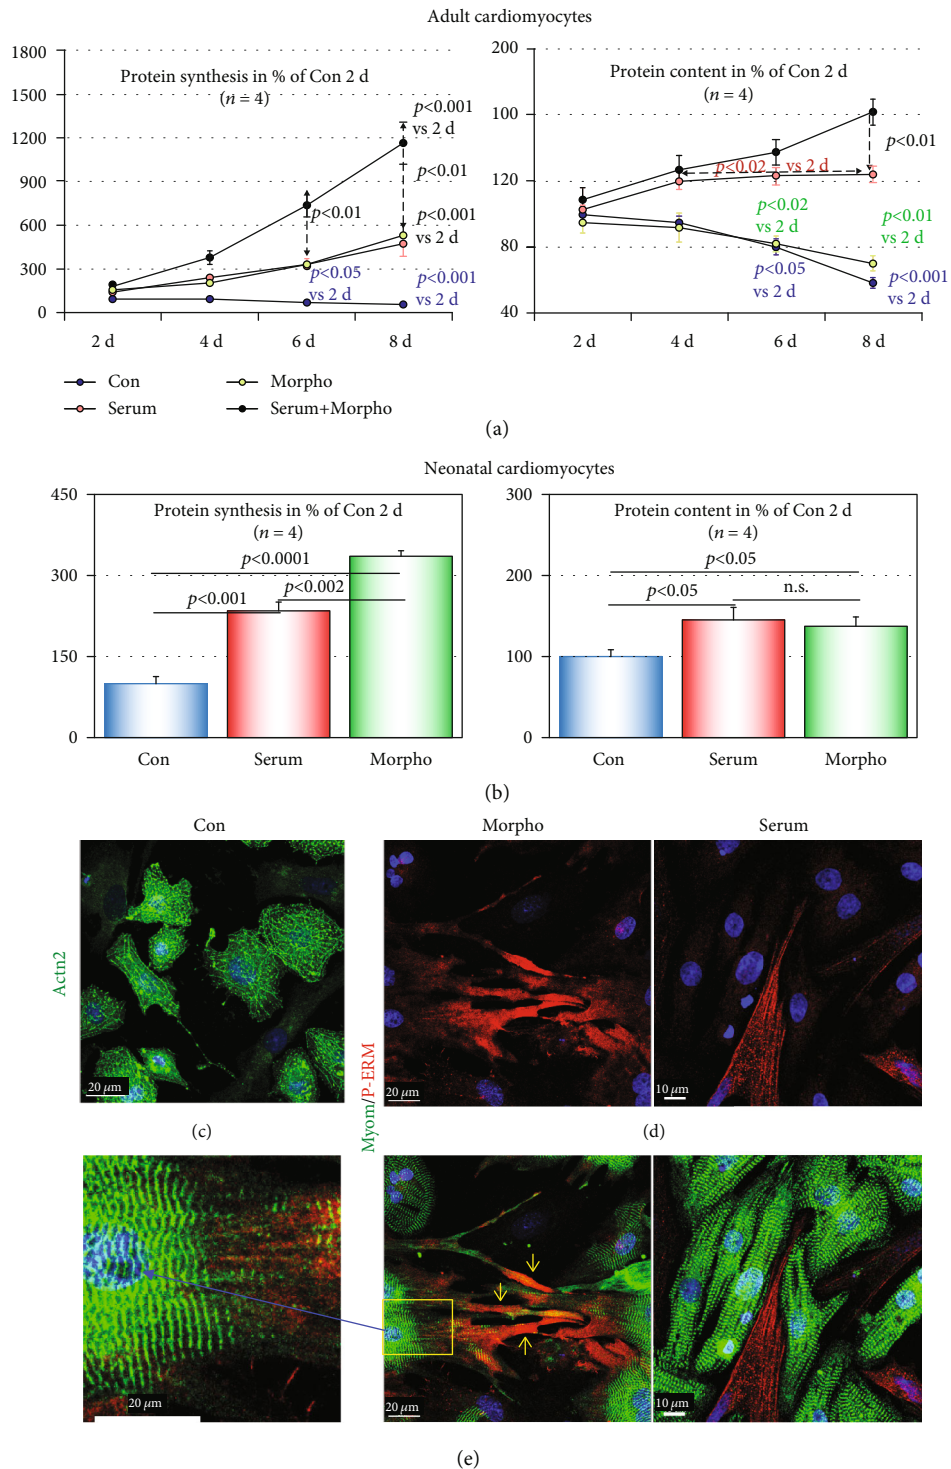 Adult cardiomyocytes
1800
1500
1200
900
600
300
0
Protein synthesis in % of Con 2 d
(n = 4)
p<0.001
vs 2 d
p<0.01
p<0.01
p<0.001
vs 2 d
p<0.05
vs 2 d
p<0.001
vs 2 d
2 d 4 d 6 d 8 d
200
100
120
80
40
Protein content in % of Con 2 d
(n = 4)
p<0.01
p<0.02 vs 2 d
p<0.02
vs 2 d
p<0.01
vs 2 d
p<0.05
vs 2 d
p<0.001
vs 2 d
2 d 4 d 6 d 8 d
Con Morpho
Serum Serum+Morpho
(a)
Neonatal cardiomyocytes
450
300
150
0
Protein synthesis in % of Con 2 d
(n = 4)
p<0.0001
p<0.001
p<0.002
Con Serum Morpho
300
200
100
0
Protein content in % of Con 2 d
(n = 4)
p<0.05
p<0.05
n.s.
Con Serum Morpho
(b)
Con Morpho Serum
Actn2
20 μm
20 μm
10 μm
(c)
(d)
Myom/P-ERM
20 μm
20 μm
10 μm
(e)